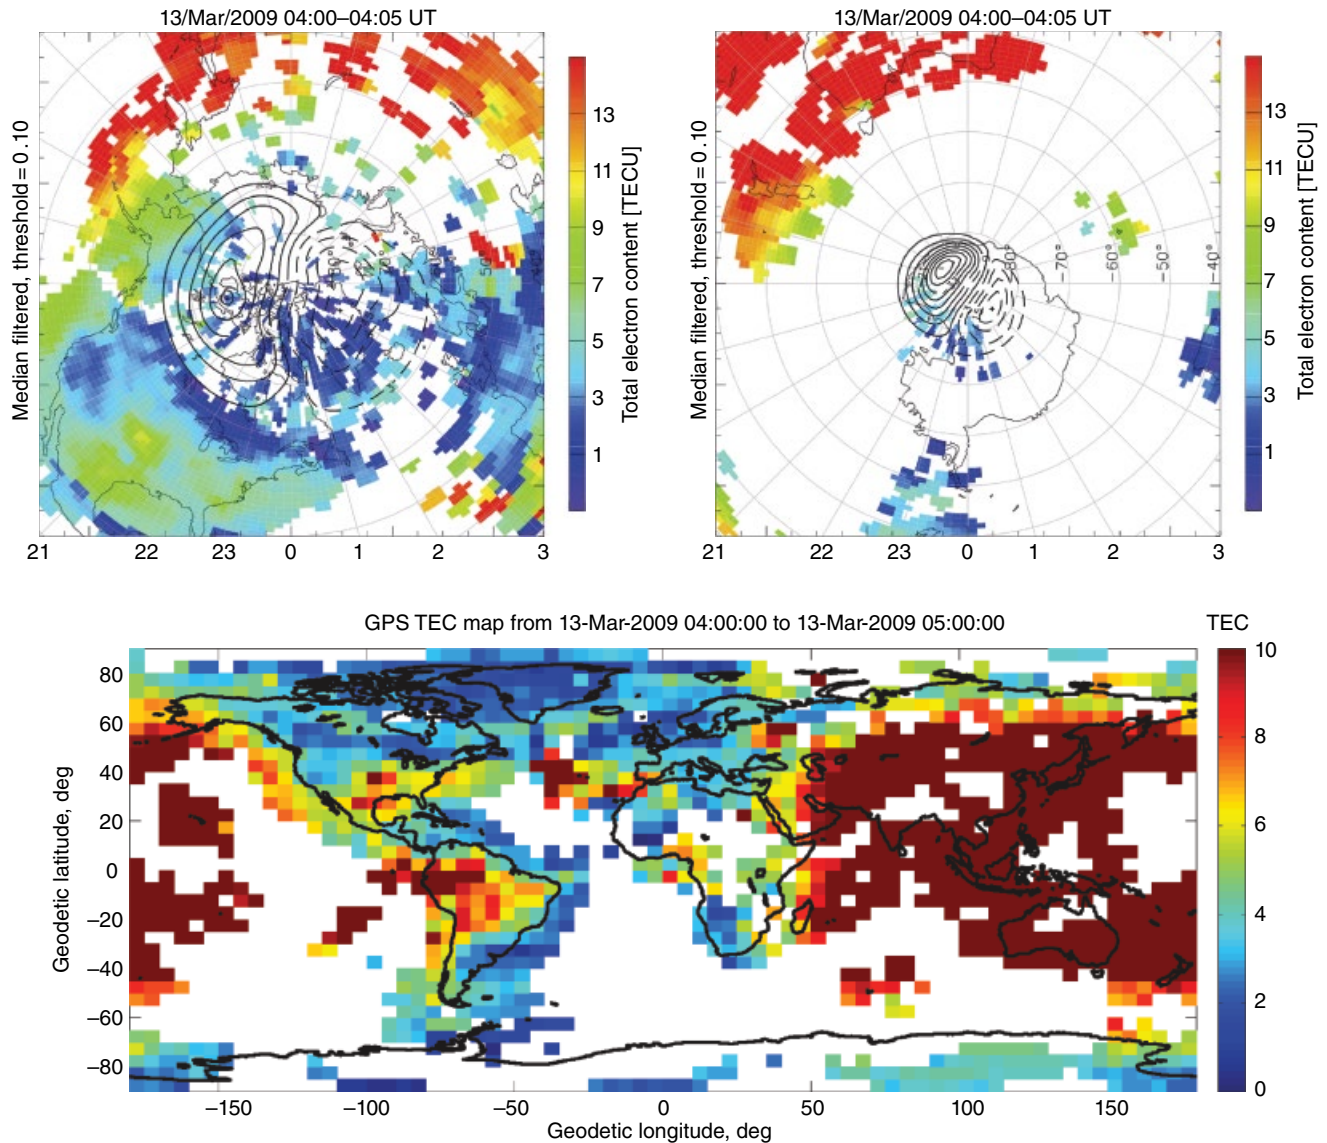 13/Mar/2009 04:00–04:05 UT
Median filtered, threshold = 0.10
80°
70°
50°
40°
21 22 23 0 1 2 3
13
11
9
7
5
3
1
Total electron content [TECU]
13/Mar/2009 04:00–04:05 UT
Median filtered, threshold = 0.10
–80°
–70°
–60°
–50°
–40°
21 22 23 0 1 2 3
13
11
9
7
5
3
1
Total electron content [TECU]
GPS TEC map from 13-Mar-2009 04:00:00 to 13-Mar-2009 05:00:00
TEC
Geodetic latitude, deg
80
60
40
20
0
–20
–40
–60
–80
–150 –100 –50 0 50 100 150
Geodetic longitude, deg
10
8
6
4
2
0